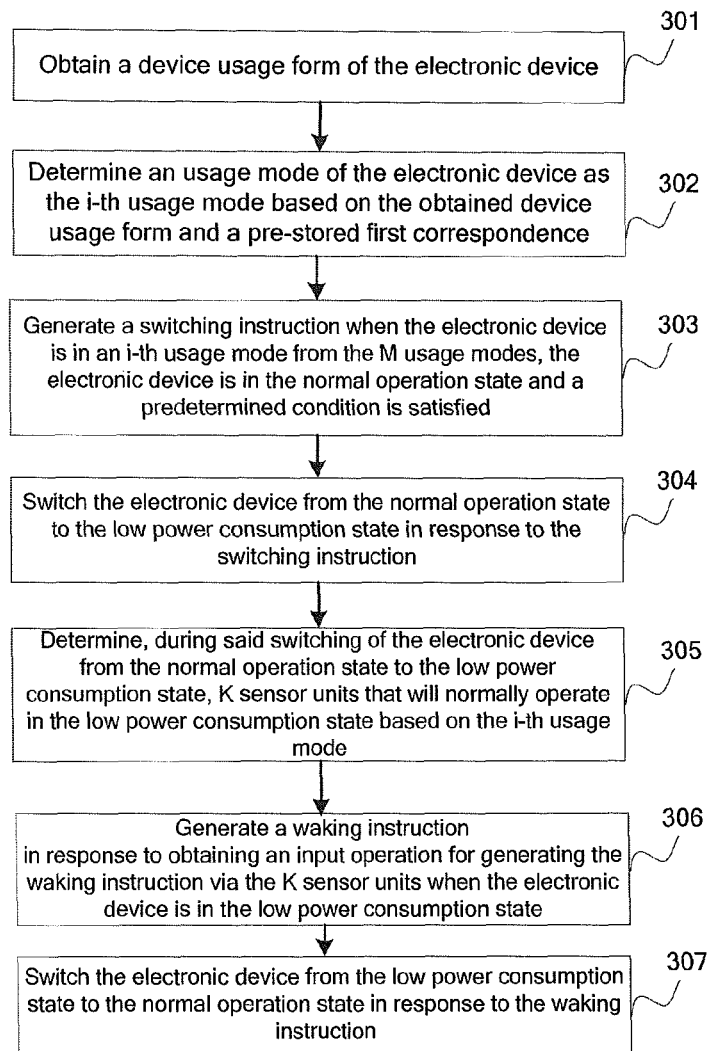 301
Obtain a device usage form of the electronic device
Determine an usage mode of the electronic device as
the i-th usage mode based on the obtained device
usage form and a pre-stored first correspondence
302
Generate a switching instruction when the electronic device
is in an i-th usage mode from the M usage modes, the
electronic device is in the normal operation state and a
predetermined condition is satisfied
303
Switch the electronic device from the normal operation state
to the low power consumption state in response to the
switching instruction
304
Determine, during said switching of the electronic device
from the normal operation state to the low power
consumption state, K sensor units that will normally operate
in the low power consumption state based on the i-th usage
mode
305
Generate a waking instruction
in response to obtaining an input operation for generating the
waking instruction via the K sensor units when the electronic
device is in the low power consumption state
306
Switch the electronic device from the low power consumption
state to the normal operation state in response to the waking
instruction
307